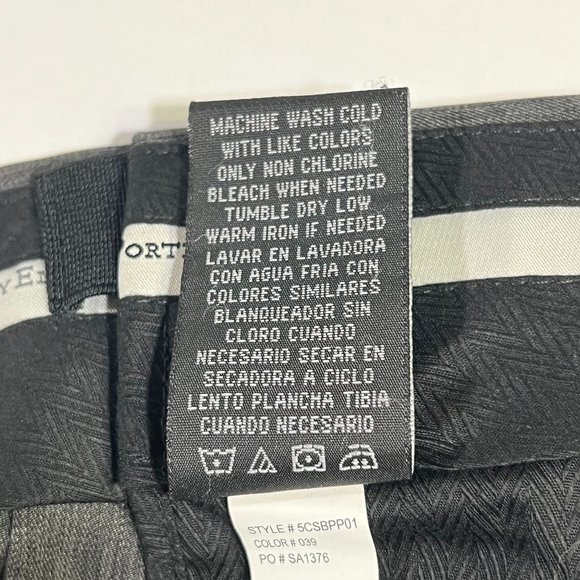 MACHINE WASH COLD
WITH LIKE COLORS
ONLY NON CHLORINE
BLEACH WHEN NEEDED
TUMBLE DRY LOW
WARM IRON IF NEEDED
LAVAR EN LAVADORA
CON AGUA FRIA CON
COLORES SIMILARES
BLANQUEADOR SIN
CLORO CUANDO
NECESARIO SECAR EN
SECADORA A CICLO
LENTO PLANCHA TIBIA
CUANDO NECESARIO
STYLE # 5CSBPP01
COLOR # 039
PO # SA1376